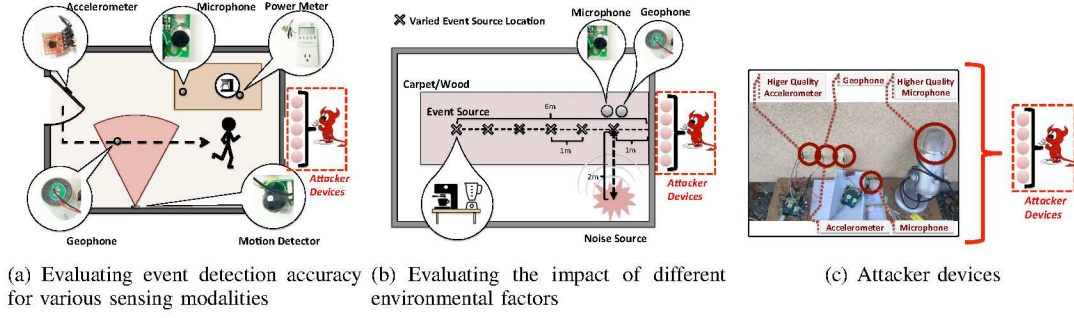 Accelerometer
Microphone
Power Meter
Attacker
Devices
Geophone
Motion Detector
(a) Evaluating event detection accuracy
for various sensing modalities
Varied Event Source Location
Microphone
Geophone
Carpet/Wood
Event Source
6m
1m
1m
2m
Attacker
Devices
Noise Source
(b) Evaluating the impact of different
environmental factors
Higer Quality
Accelerometer
Geophone
Higher Quality
Microphone
Accelerometer
Microphone
Attacker
Devices
(c) Attacker devices